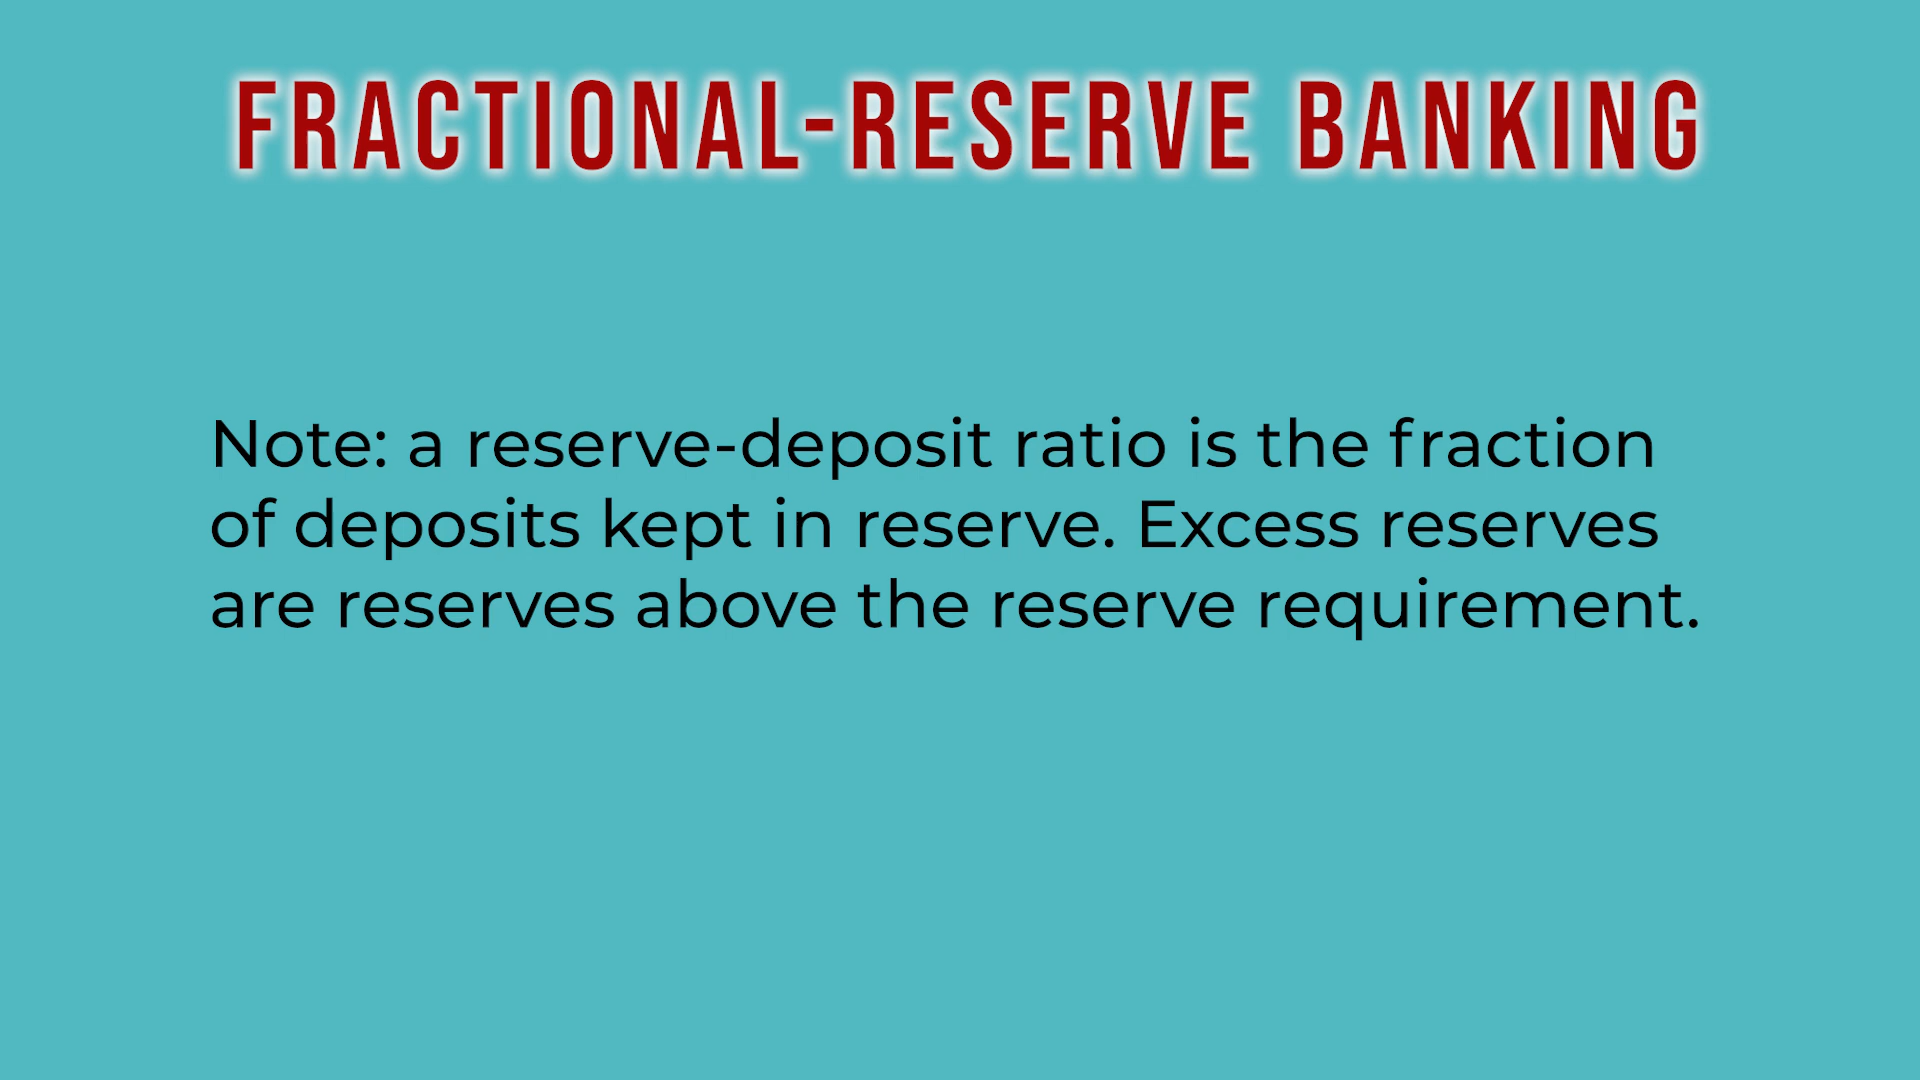 FRACTIONAL-RESERVE BANKING
Note: a reserve-deposit ratio is the fraction
of deposits kept in reserve. Excess reserves
are reserves above the reserve requirement.